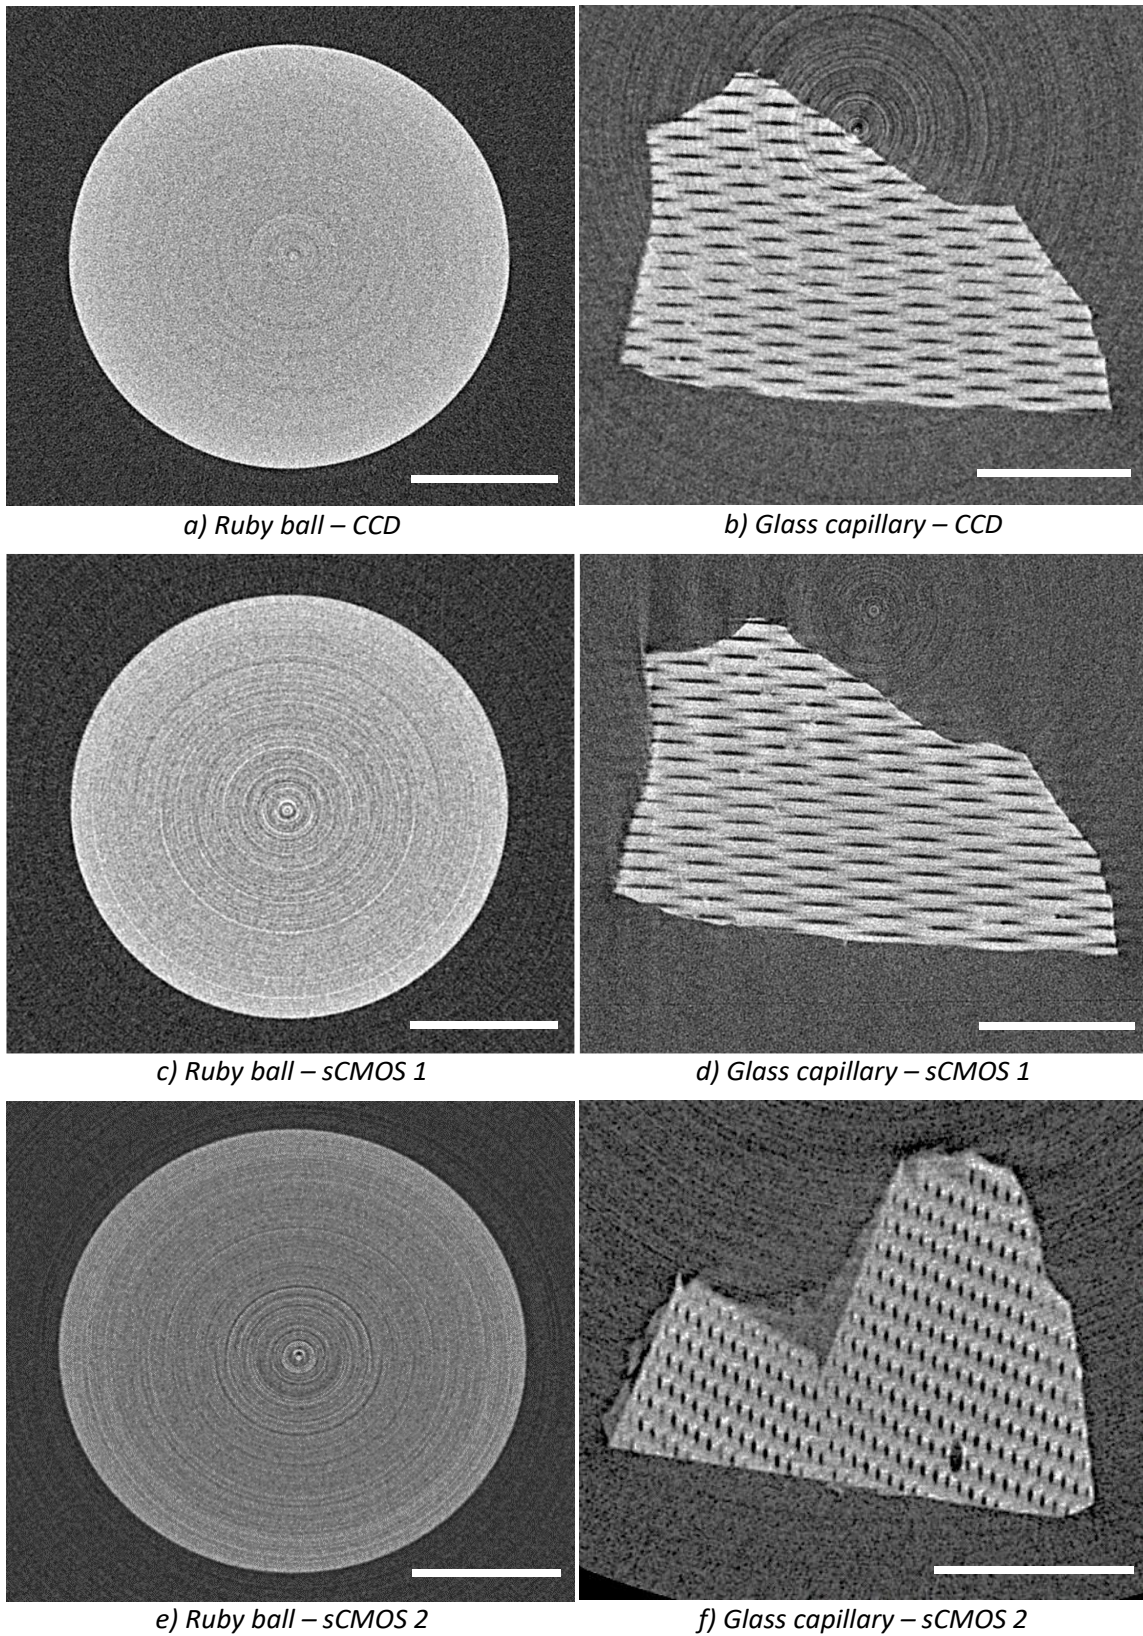 a) Ruby ball – CCD
b) Glass capillary – CCD
c) Ruby ball – sCMOS 1
d) Glass capillary – sCMOS 1
e) Ruby ball – sCMOS 2
f) Glass capillary – sCMOS 2